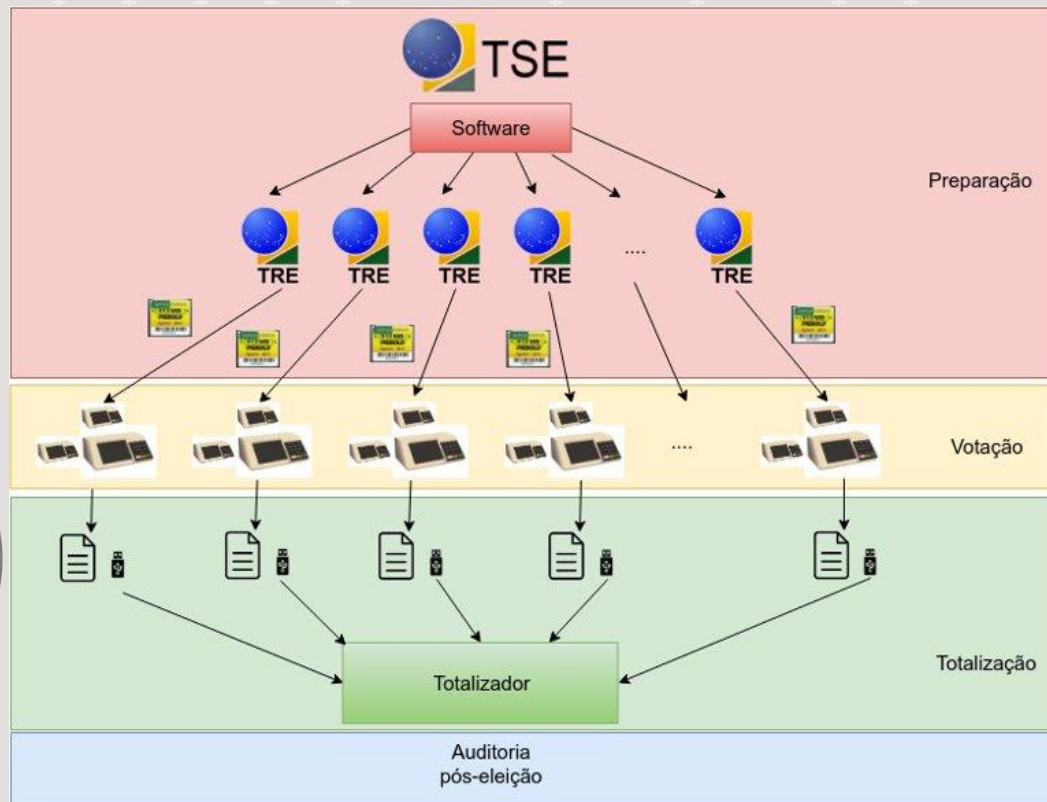 TSE
Software
Preparação
TRE
TRE
TRE
TRE
....
TRE
Votação
....
Totalização
Totalizador
Auditoria
pós-eleição